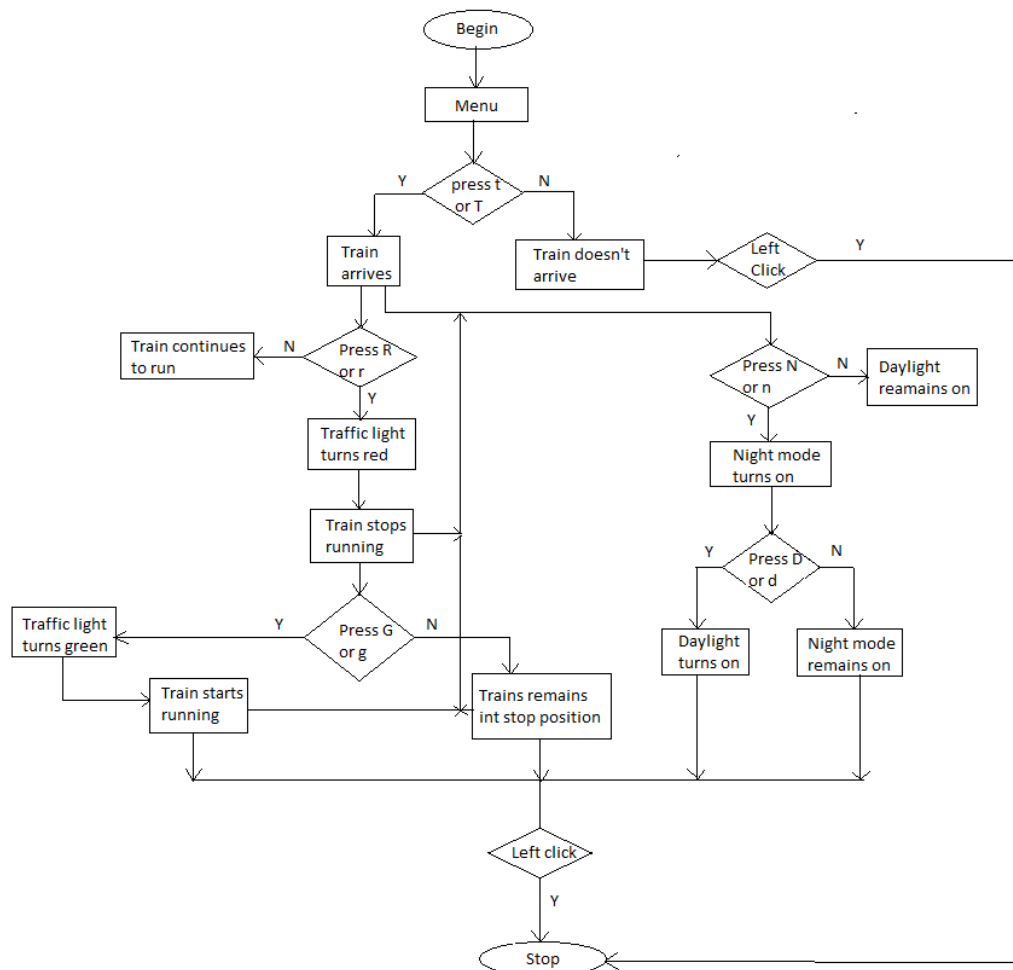 Begin
Menu
press t
or T
Y
N
Train
arrives
Train doesn't
arrive
Left
Click
Y
Train continues
to run
N
Press R
or r
Y
Press N
or n
N
Daylight
reamains on
Y
Traffic light
turns red
Night mode
turns on
Train stops
running
Y
Press D
or d
N
Traffic light
turns green
Y
Press G
or g
N
Daylight
turns on
Night mode
remains on
Train starts
running
Trains remains
int stop position
Left click
Y
Stop